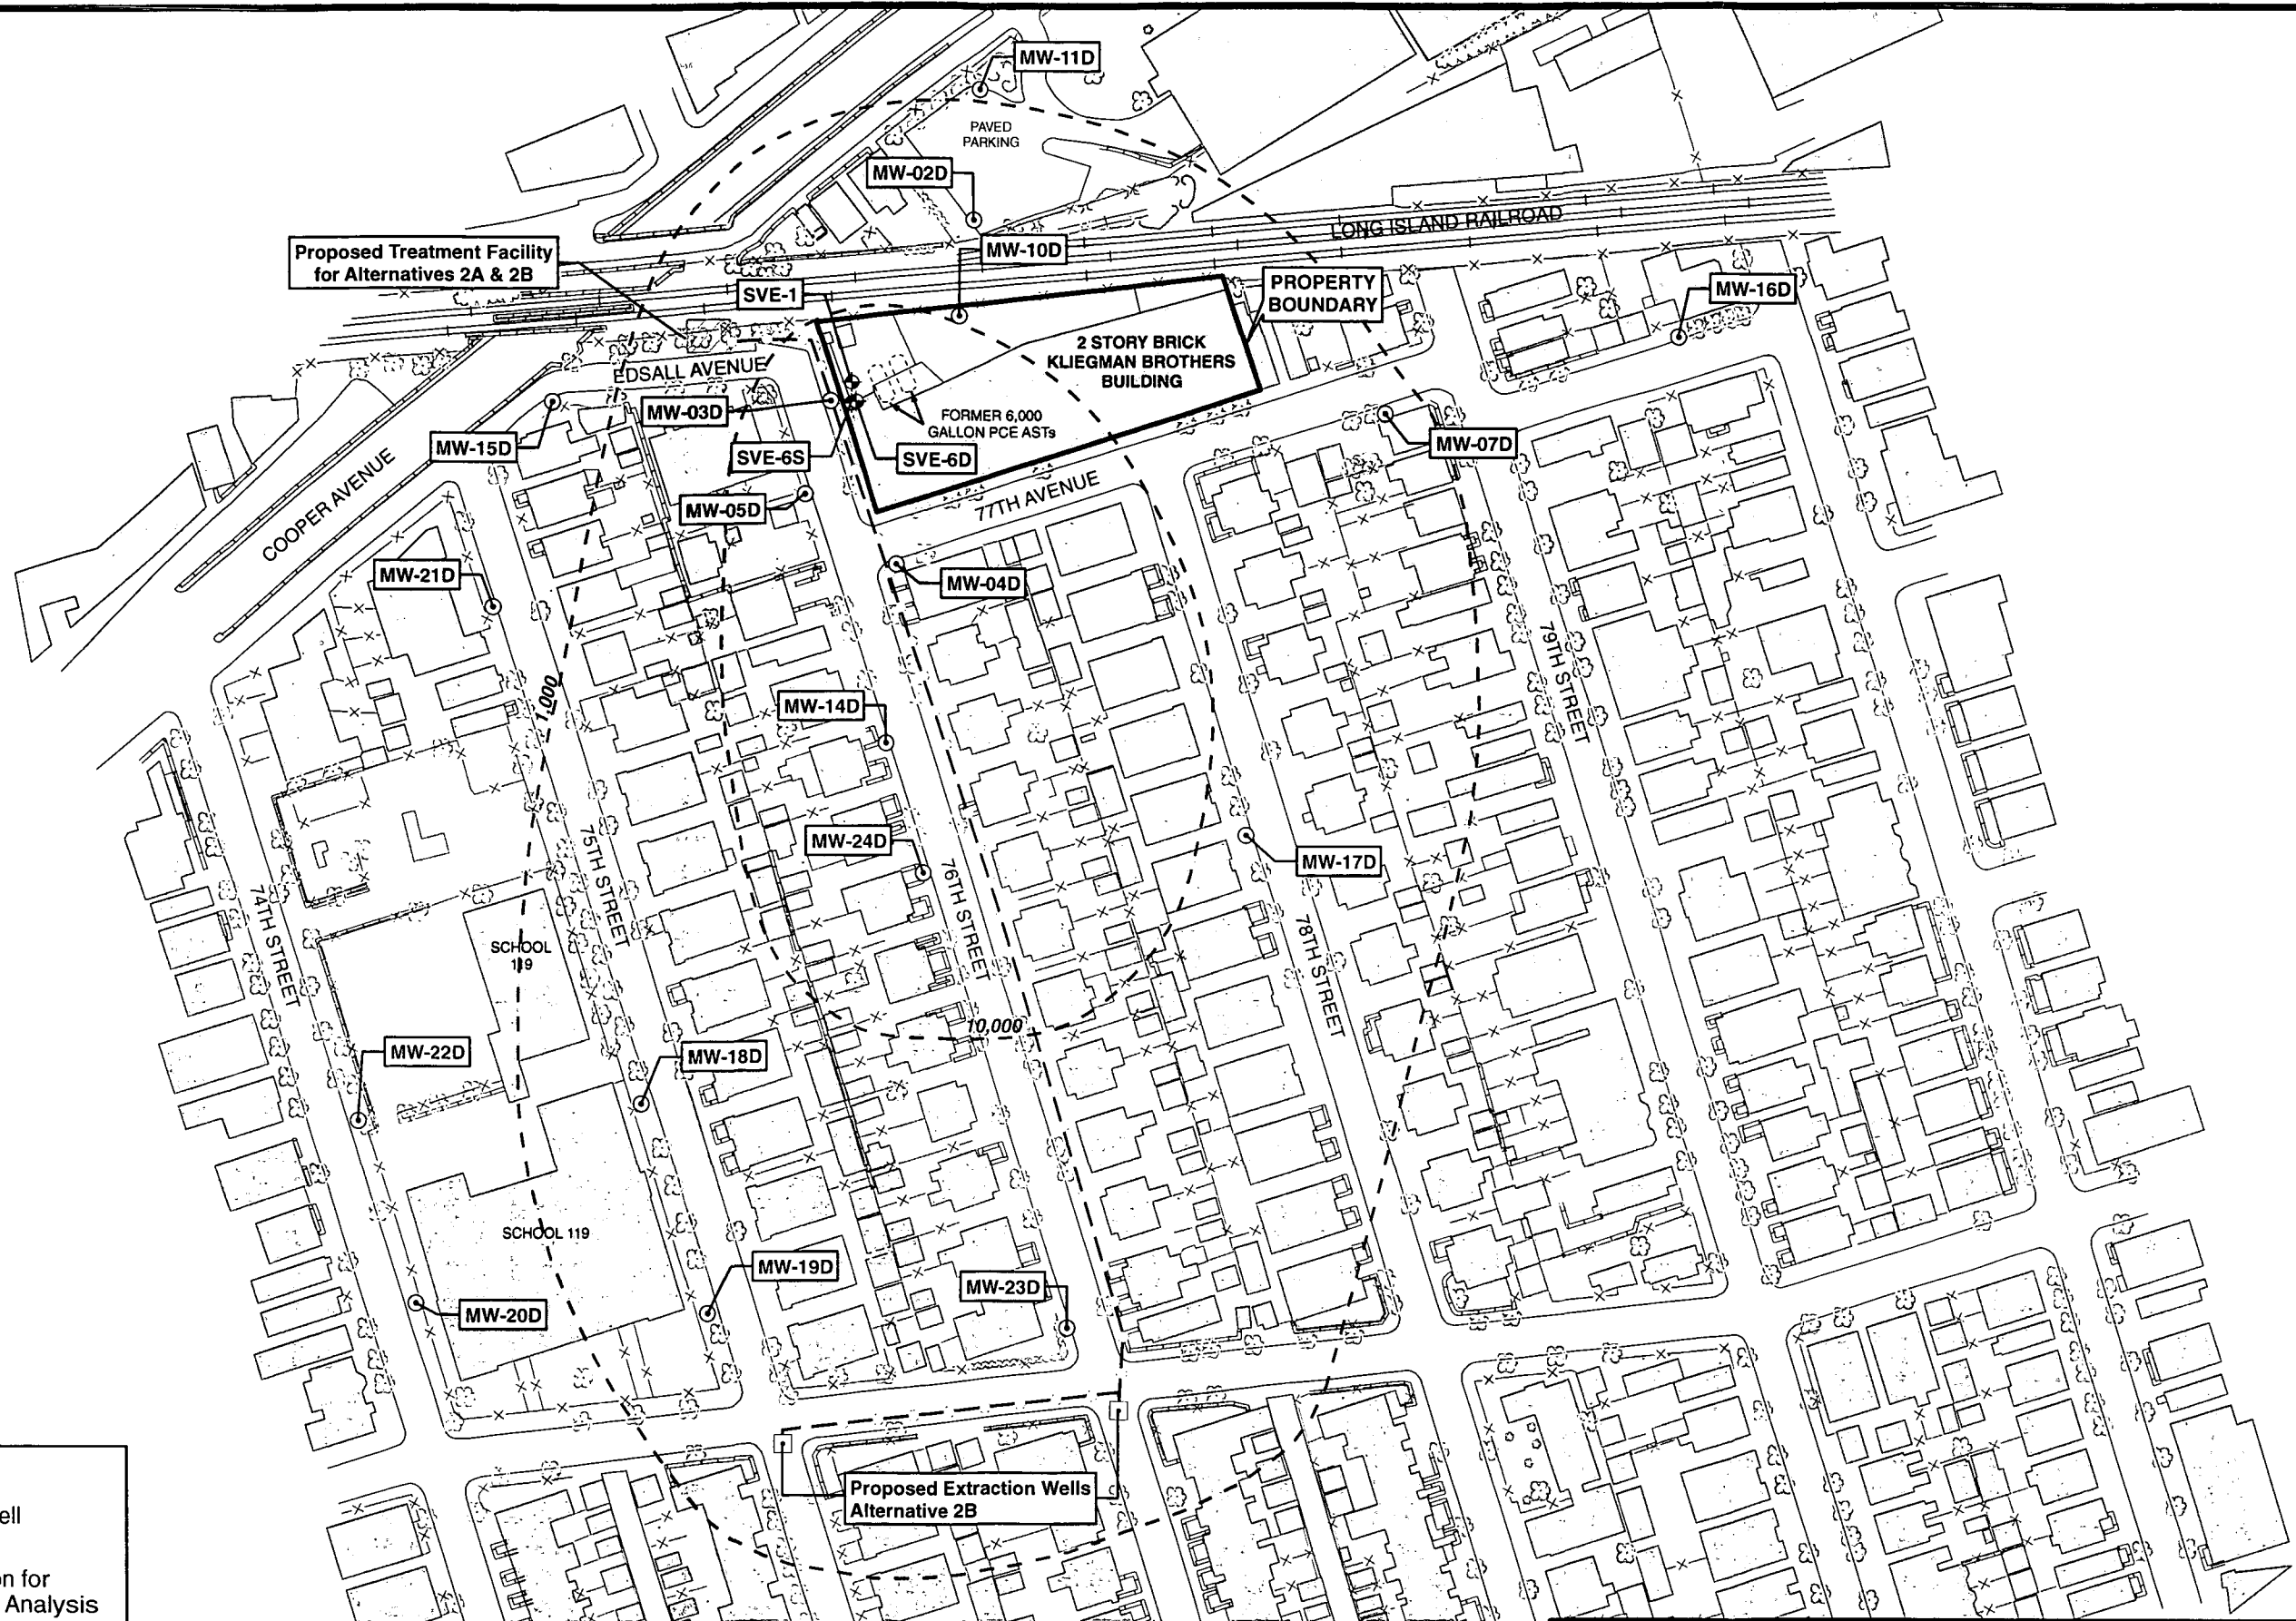 MW-11D
PAVED
PARKING
MW-02D
LONG ISLAND RAILROAD
Proposed Treatment Facility
for Alternatives 2A & 2B
MW-10D
SVE-1
PROPERTY
BOUNDARY
MW-16D
2 STORY BRICK
KLIEGMAN BROTHERS
BUILDING
EDSALL AVENUE
MW-03D
FORMER 6,000
GALLON PCE ASTs
MW-15D
SVE-6S
SVE-6D
MW-07D
COOPER AVENUE
MW-05D
77TH AVENUE
MW-21D
MW-04D
79TH STREET
1,000
MW-14D
MW-24D
MW-17D
75TH STREET
76TH STREET
74TH STREET
78TH STREET
SCHOOL
119
10,000
MW-22D
MW-18D
SCHOOL 119
MW-19D
MW-23D
MW-20D
Proposed Extraction Wells
Alternative 2B
ell
on for
Analysis